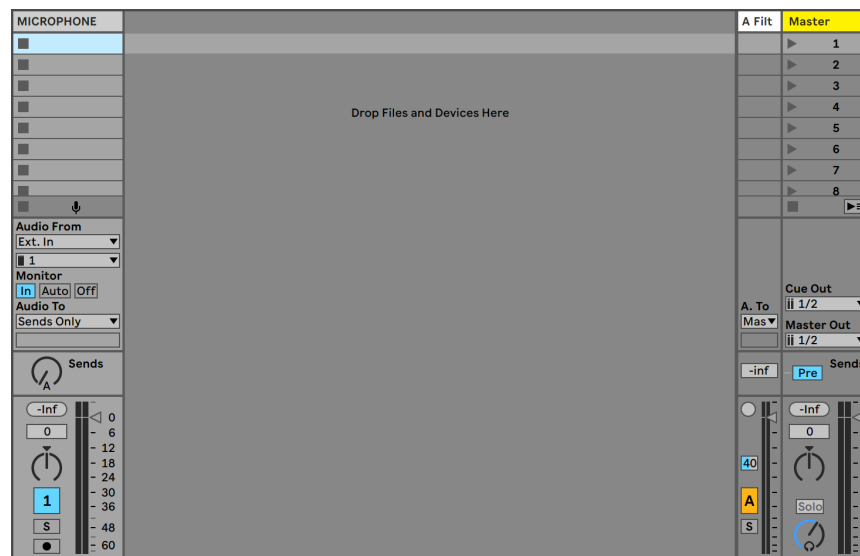 MICROPHONE
A Filt
Master
1
2
3
Drop Files and Devices Here
4
5
6
7
8
Audio From
Ext. In
1
Monitor
In Auto Off
Audio To
Sends Only
A. To
Mas
Cue Out
1/2
Master Out
1/2
Sends
A
-inf
Pre
Send
-Inf
0
0
6
12
18
24
30
36
48
60
1
S
40
A
S
-Inf
0
Solo